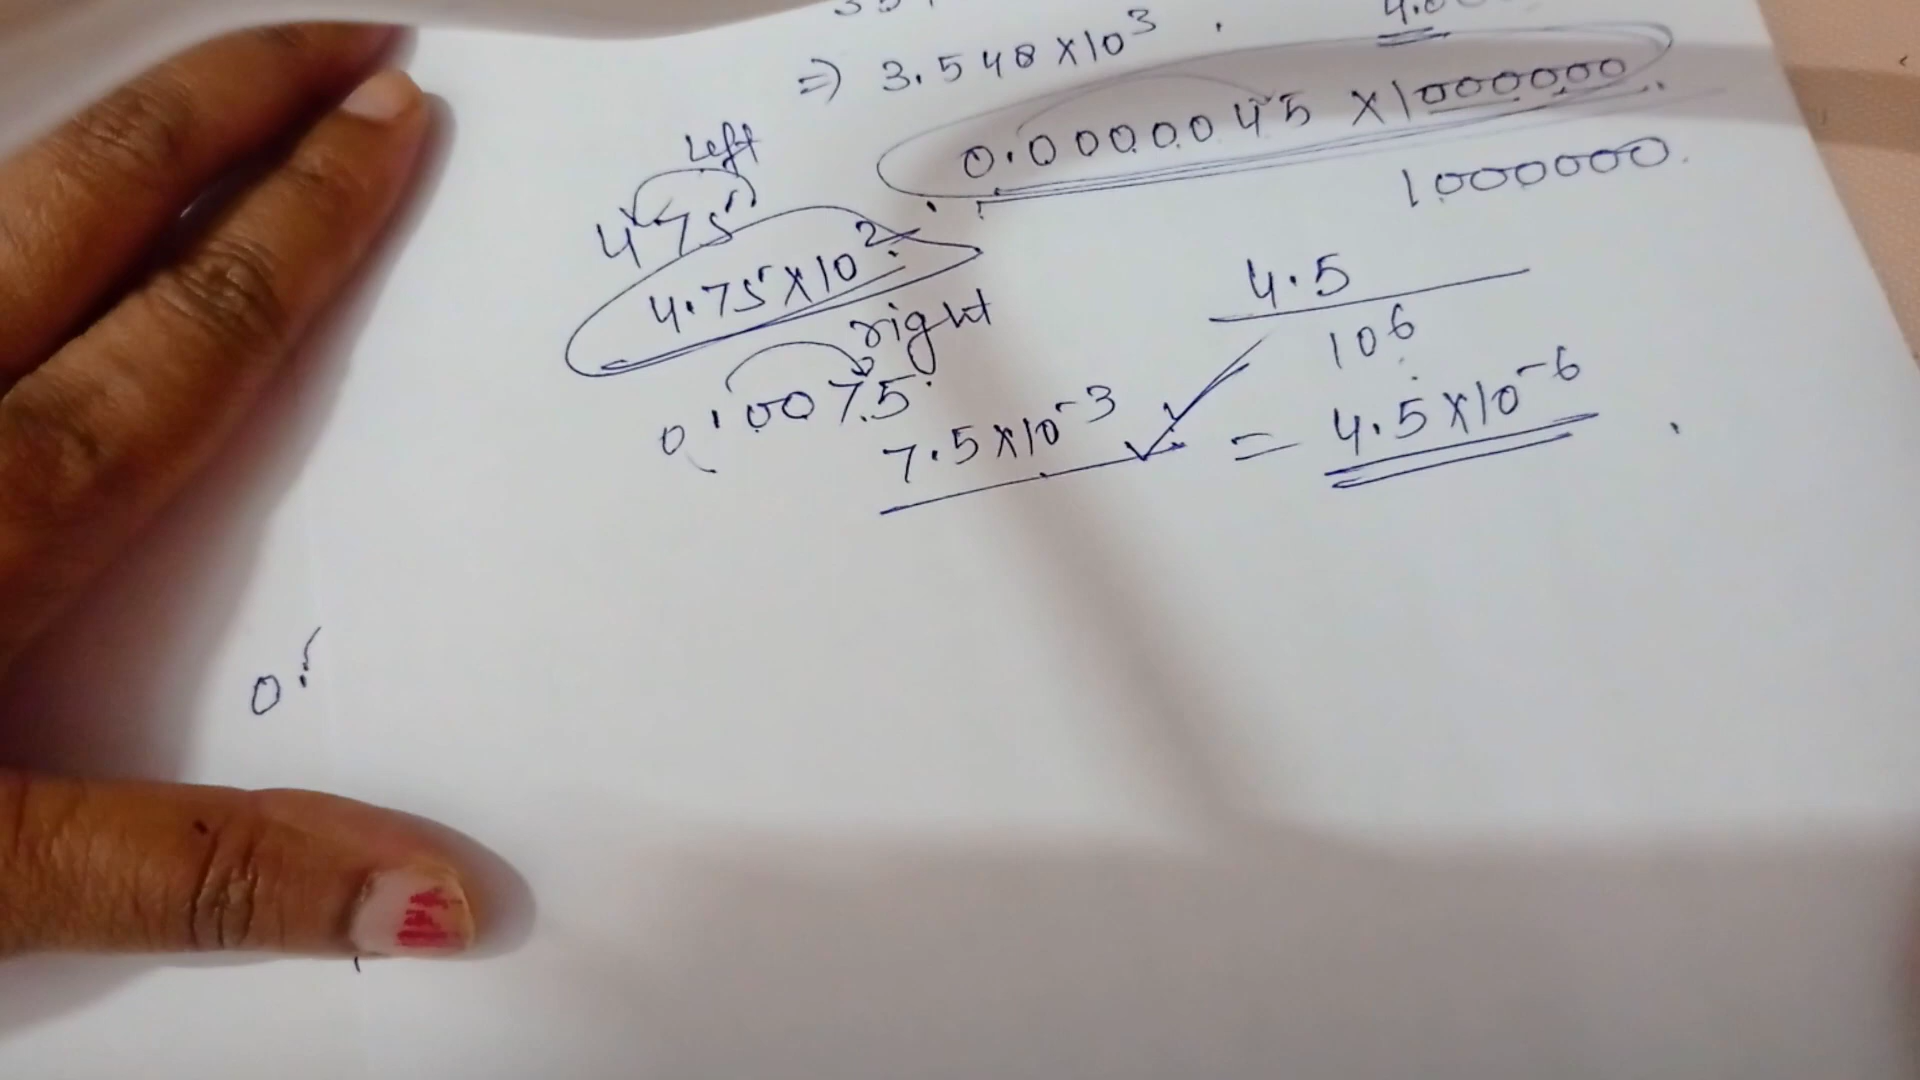 => 3.548 x 10³.
0.0000045 x 1000000
1000000.
Left
475
4.75 x 10²
right
0.0075
7.5 x 10⁻³
4.5
10⁶
= 4.5 x 10⁻⁶
0.